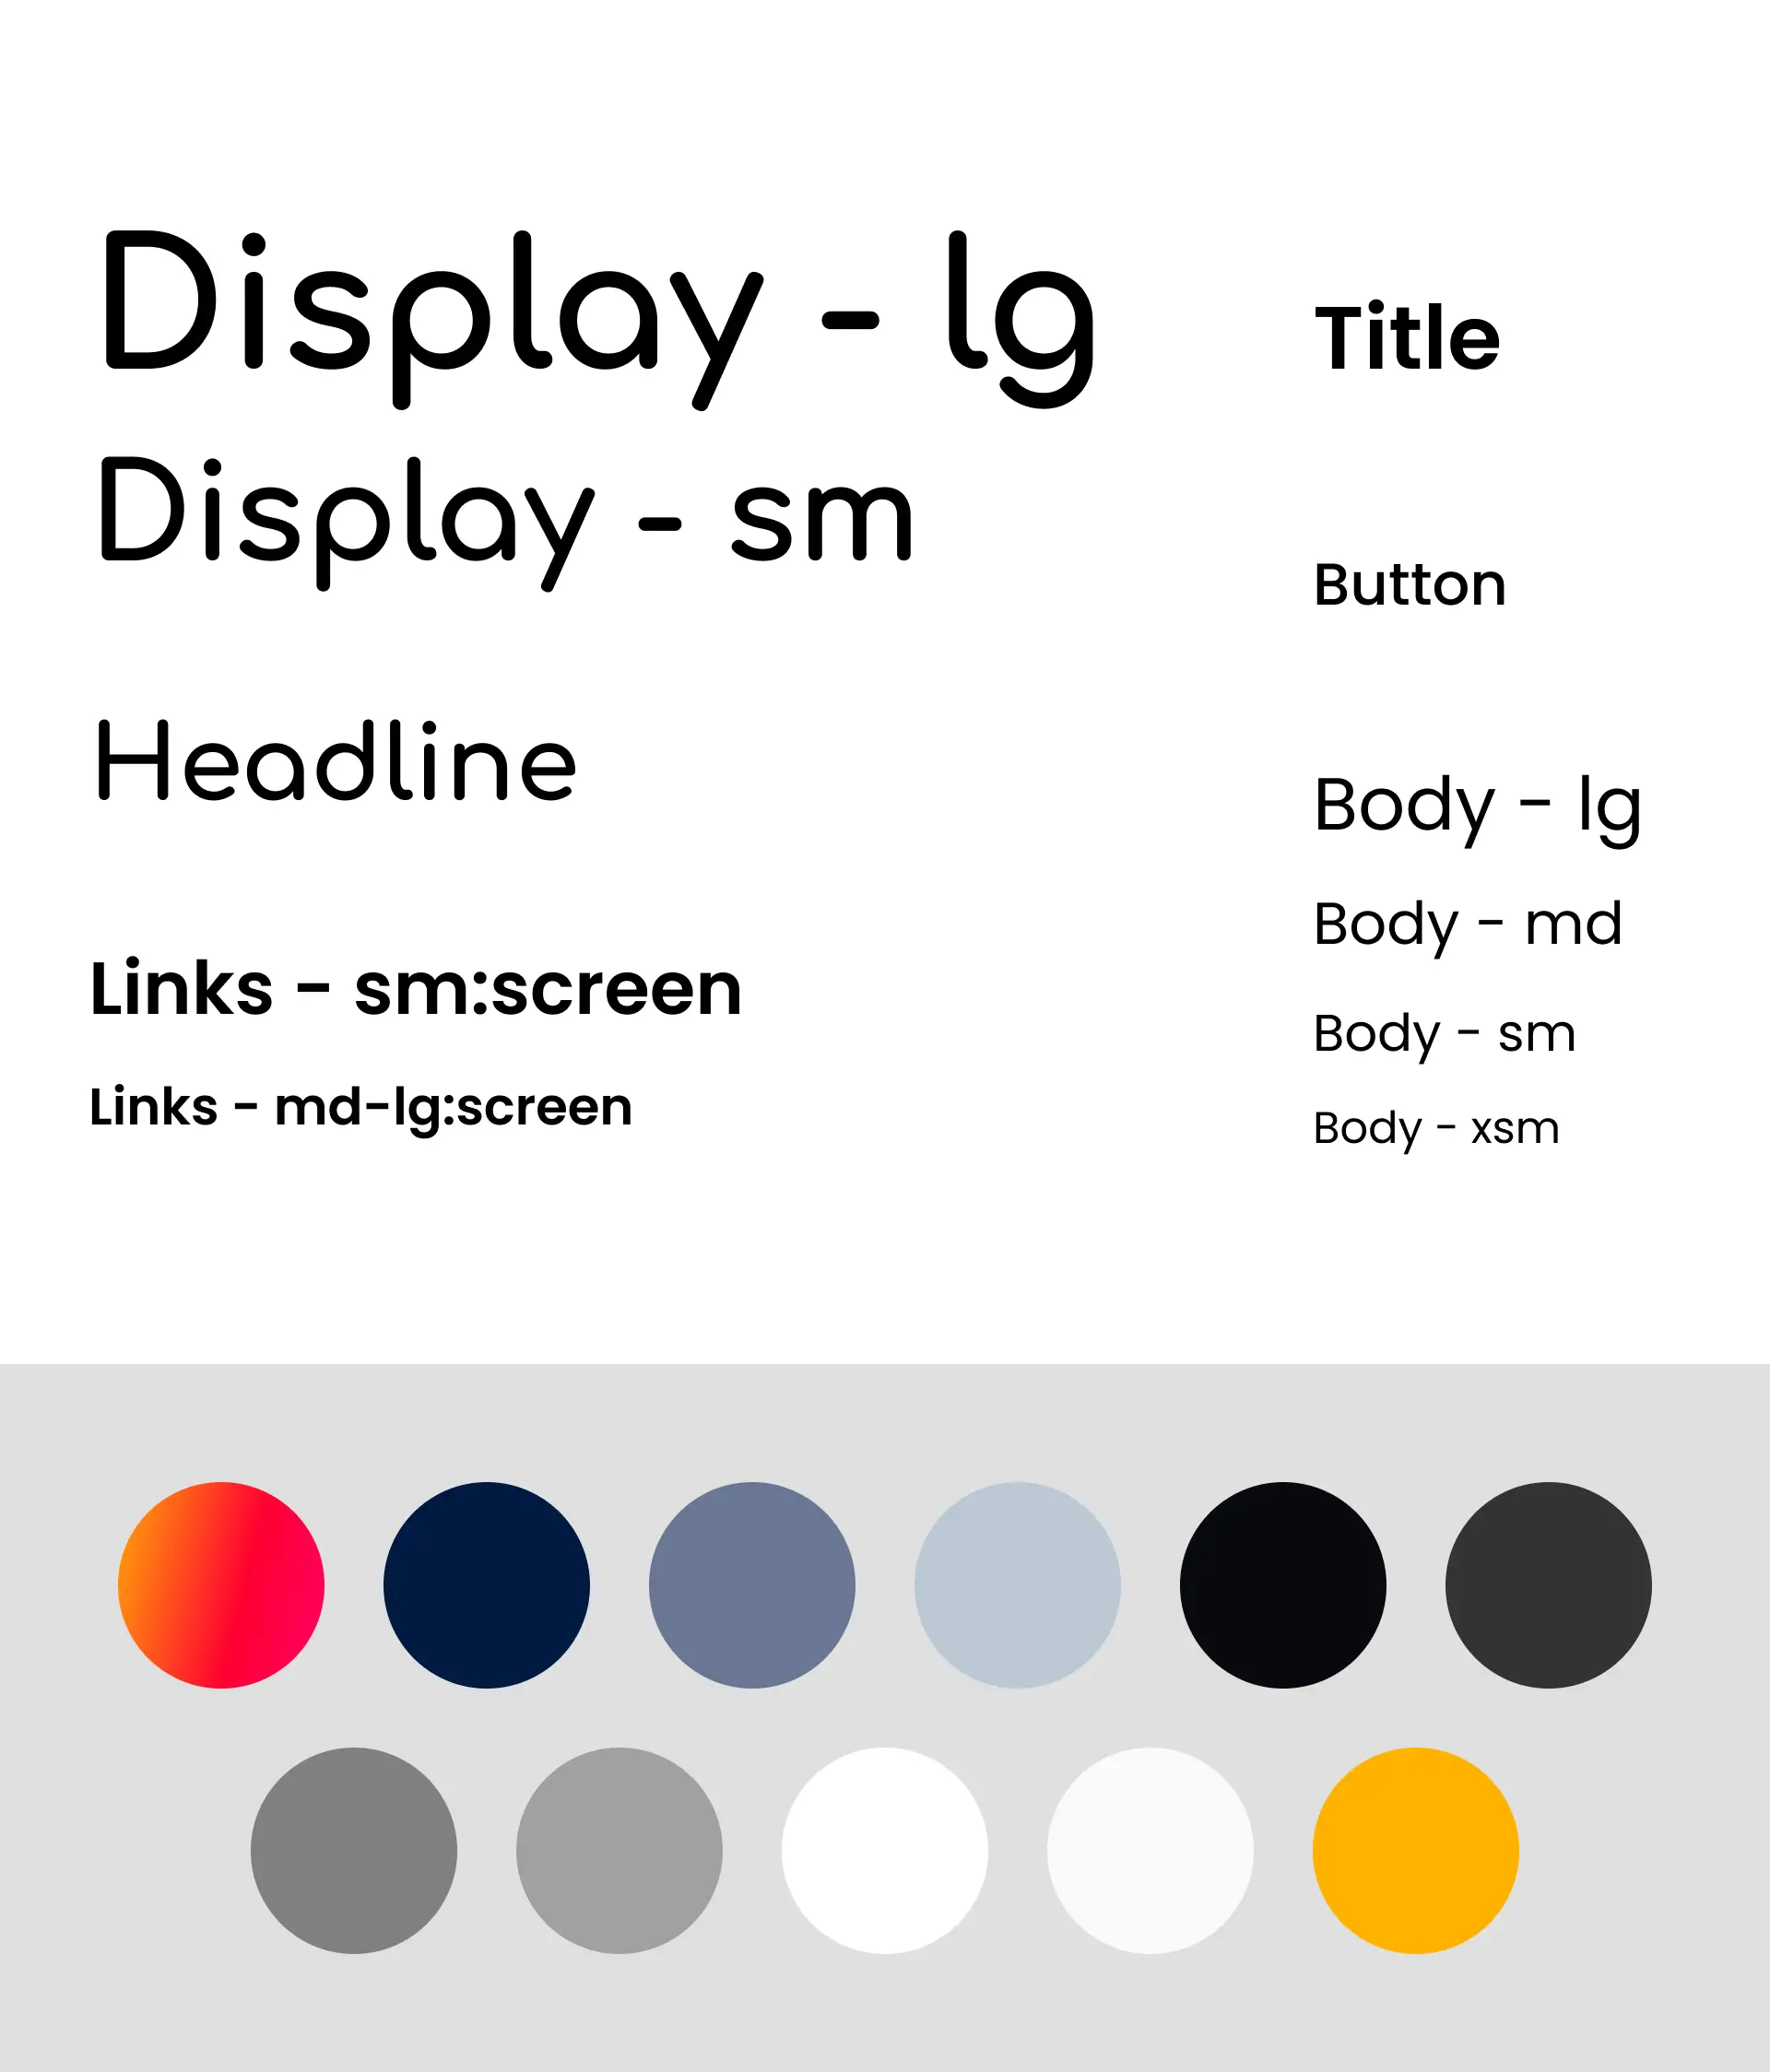 Display - lg
Display - sm
Headline
Links - sm:screen
Links - md-lg:screen
Title
Button
Body - lg
Body - md
Body - sm
Body - xsm